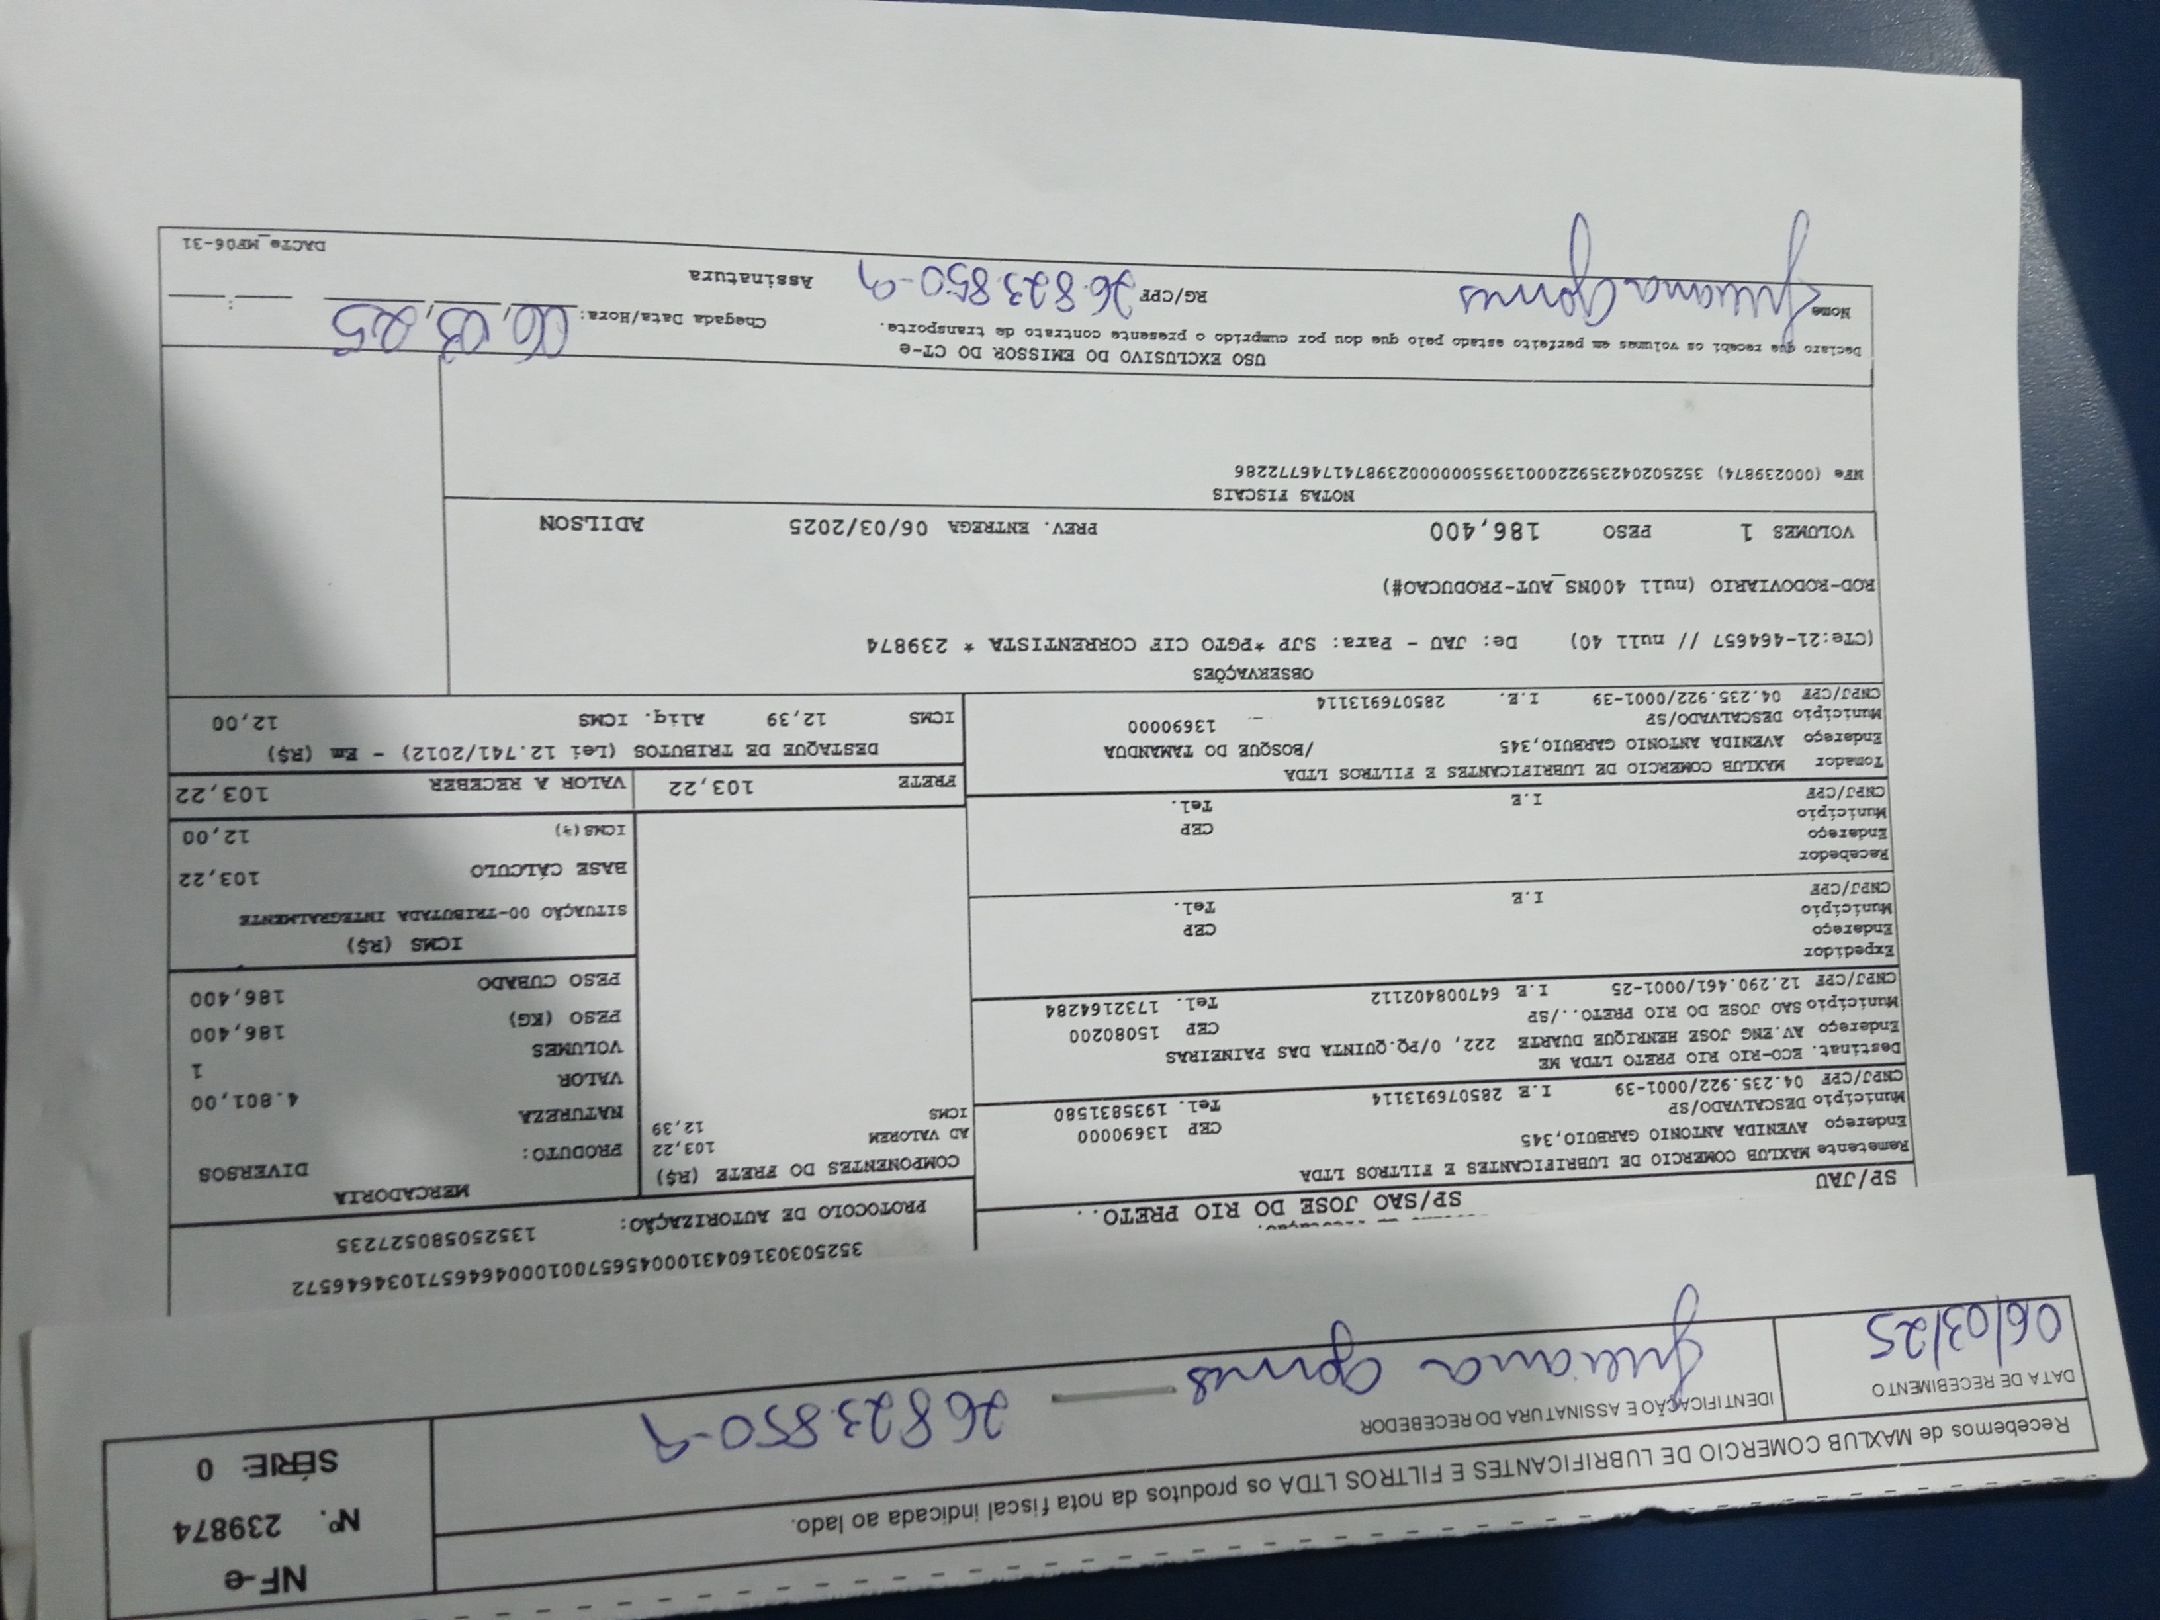 NF-e
Nº. 239874
SÉRIE: 0
Recebemos de MAXLUB COMERCIO DE LUBRIFICANTES E FILTROS LTDA os produtos da nota fiscal indicada ao lado.
DATA DE RECEBIMENTO
06/03/25
IDENTIFICAÇÃO E ASSINATURA DO RECEBEDOR
Juliana Gomes — 26823850-9
35250303160431000456570010004646571034646572
PROTOCOLO DE AUTORIZAÇÃO: 135250580527235
SP/JAU SP/SAO JOSE DO RIO PRETO..
Remetente MAXLUB COMERCIO DE LUBRIFICANTES E FILTROS LTDA
Endereço AVENIDA ANTONIO GARBUIO,345
Município DESCALVADO/SP CEP 13690000
CNPJ/CPF 04.235.922/0001-39 I.E 285076913114 Tel. 1935831580
Destinat. ECO-RIO RIO PRETO LTDA ME
Endereço AV.ENG JOSE HENRIQUE DUARTE 222, 0/PQ.QUINTA DAS PAINEIRAS
Município SAO JOSE DO RIO PRETO../SP CEP 15080200
CNPJ/CPF 12.290.461/0001-25 I.E 647008402112 Tel. 1732164284
Expedidor
Endereço
Município CEP
CNPJ/CPF I.E Tel.
Recebedor
Endereço
Município CEP
CNPJ/CPF I.E Tel.
Tomador MAXLUB COMERCIO DE LUBRIFICANTES E FILTROS LTDA
Endereço AVENIDA ANTONIO GARBUIO,345 /BOSQUE DO TAMANDUA
Município DESCALVADO/SP - 13690000
CNPJ/CPF 04.235.922/0001-39 I.E. 285076913114
COMPONENTES DO FRETE (R$)
AD VALOREM 103,22
ICMS 12,39
MERCADORIA
PRODUTO: DIVERSOS
NATUREZA
VALOR 4.801,00
VOLUMES 1
PESO (KG) 186,400
PESO CUBADO 186,400
ICMS (R$)
SITUAÇÃO 00-TRIBUTADA INTEGRALMENTE
BASE CÁLCULO 103,22
ICMS(%) 12,00
FRETE 103,22 VALOR A RECEBER 103,22
DESTAQUE DE TRIBUTOS (Lei 12.741/2012) - Em (R$)
ICMS 12,39 Aliq. ICMS 12,00
OBSERVAÇÕES
(CTe:21-464657 // null 40) De: JAU - Para: SJP *PGTO CIF CORRENTISTA * 239874
ROD-RODOVIARIO (null 400NS_AUT-PRODUCAO#)
VOLUMES 1 PESO 186,400 PREV. ENTREGA 06/03/2025 ADILSON
NOTAS FISCAIS
NFe (000239874) 35250204235922000139550000002398741746772286
USO EXCLUSIVO DO EMISSOR DO CT-e
Declaro que recebi os volumes em perfeito estado pelo que dou por cumprido o presente contrato de transporte.
Chegada Data/Hora: 06, 03, 25 __:__
Nome Juliana Gomes RG/CPF 26.823.850-9 Assinatura
DACTe_MF06-31